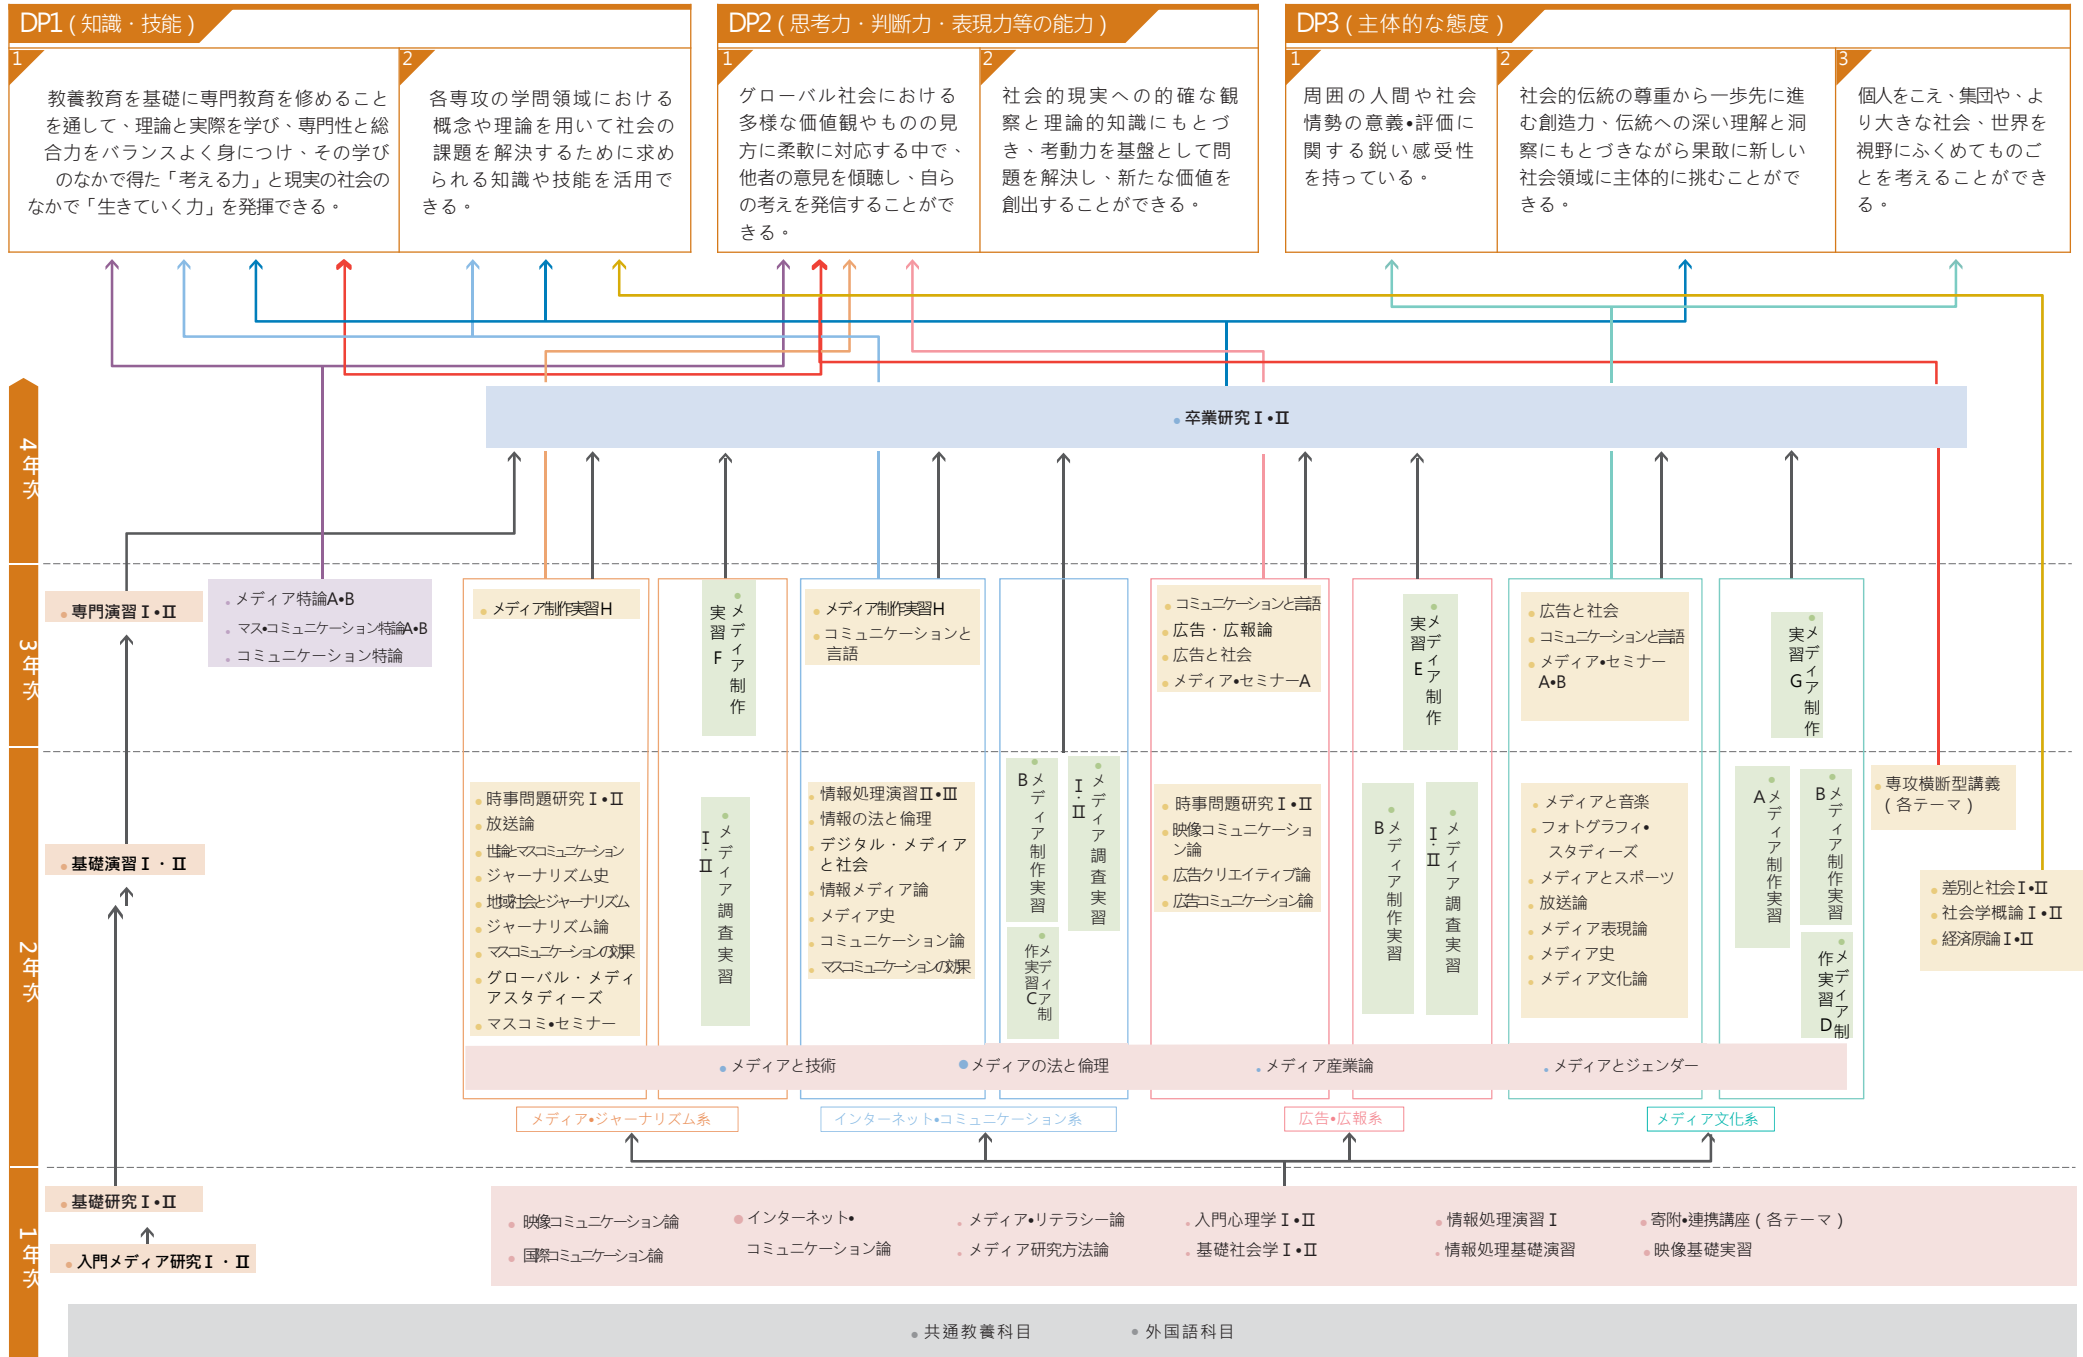 DP1 ( 知識・技能 )
1
教養教育を基礎に専門教育を修めること
を通して、理論と実際を学び、専門性と総
合力をバランスよく身につけ、その学び
のなかで得た「考える力」と現実の社会の
なかで「生きていく力」を発揮できる。
2
各専攻の学問領域における
概念や理論を用いて社会の
課題を解決するために求め
られる知識や技能を活用で
きる。
DP2 ( 思考力・判断力・表現力等の能力 )
1
グローバル社会における
多様な価値観やものの見
方に柔軟に対応する中で、
他者の意見を傾聴し、自ら
の考えを発信することがで
きる。
2
社会的現実への的確な観
察と理論的知識にもとづ
き、考動力を基盤として問
題を解決し、新たな価値を
創出することができる。
DP3 ( 主体的な態度 )
1
周囲の人間や社会
情勢の意義•評価に
関する鋭い感受性
を持っている。
2
社会的伝統の尊重から一歩先に進
む創造力、伝統への深い理解と洞
察にもとづきながら果敢に新しい
社会領域に主体的に挑むことがで
きる。
3
個人をこえ、集団や、よ
り大きな社会、世界を
視野にふくめてものご
とを考えることができ
る。
4年次
● 卒業研究Ⅰ•Ⅱ
3年次
● 専門演習Ⅰ•Ⅱ
● メディア特論A•B
● マス•コミュニケーション特論A•B
● コミュニケーション特論
● メディア制作実習H
● メディア制作
実習F
● メディア制作実習H
● コミュニケーションと
言語
● コミュニケーションと言語
● 広告・広報論
● 広告と社会
● メディア•セミナーA
● メディア制作
実習E
● 広告と社会
● コミュニケーションと言語
● メディア•セミナー
A•B
● メディア制作
実習G
2年次
● 基礎演習Ⅰ・Ⅱ
● 時事問題研究Ⅰ•Ⅱ
● 放送論
● 世論とマスコミュニケーション
● ジャーナリズム史
● 地域社会とジャーナリズム
● ジャーナリズム論
● マスコミュニケーションの効果
● グローバル・メディ
アスタディーズ
● マスコミ•セミナー
● メディア調査実習
Ⅰ・Ⅱ
● 情報処理演習Ⅱ•Ⅲ
● 情報の法と倫理
● デジタル・メディア
と社会
● 情報メディア論
● メディア史
● コミュニケーション論
● マスコミュニケーションの効果
● メディア制作実習
B
● メディア調査実習
Ⅰ・Ⅱ
● メディア制
作実習C
● 時事問題研究Ⅰ•Ⅱ
● 映像コミュニケーショ
ン論
● 広告クリエイティブ論
● 広告コミュニケーション論
● メディア制作実習
B
● メディア調査実習
Ⅰ・Ⅱ
● メディアと音楽
● フォトグラフィ•
スタディーズ
● メディアとスポーツ
● 放送論
● メディア表現論
● メディア史
● メディア文化論
● メディア制作実習
A
● メディア制作実習
B
● メディア制
作実習D
● 専攻横断型講義
( 各テーマ )
● 差別と社会Ⅰ•Ⅱ
● 社会学概論Ⅰ•Ⅱ
● 経済原論Ⅰ•Ⅱ
● メディアと技術
● メディアの法と倫理
● メディア産業論
● メディアとジェンダー
メディア•ジャーナリズム系
インターネット•コミュニケーション系
広告•広報系
メディア文化系
1年次
● 基礎研究Ⅰ•Ⅱ
● 入門メディア研究Ⅰ・Ⅱ
● 映像コミュニケーション論
● 国際コミュニケーション論
● インターネット•
コミュニケーション論
● メディア•リテラシー論
● メディア研究方法論
● 入門心理学Ⅰ•Ⅱ
● 基礎社会学Ⅰ•Ⅱ
● 情報処理演習Ⅰ
● 情報処理基礎演習
● 寄附•連携講座 ( 各テーマ )
● 映像基礎実習
● 共通教養科目
● 外国語科目